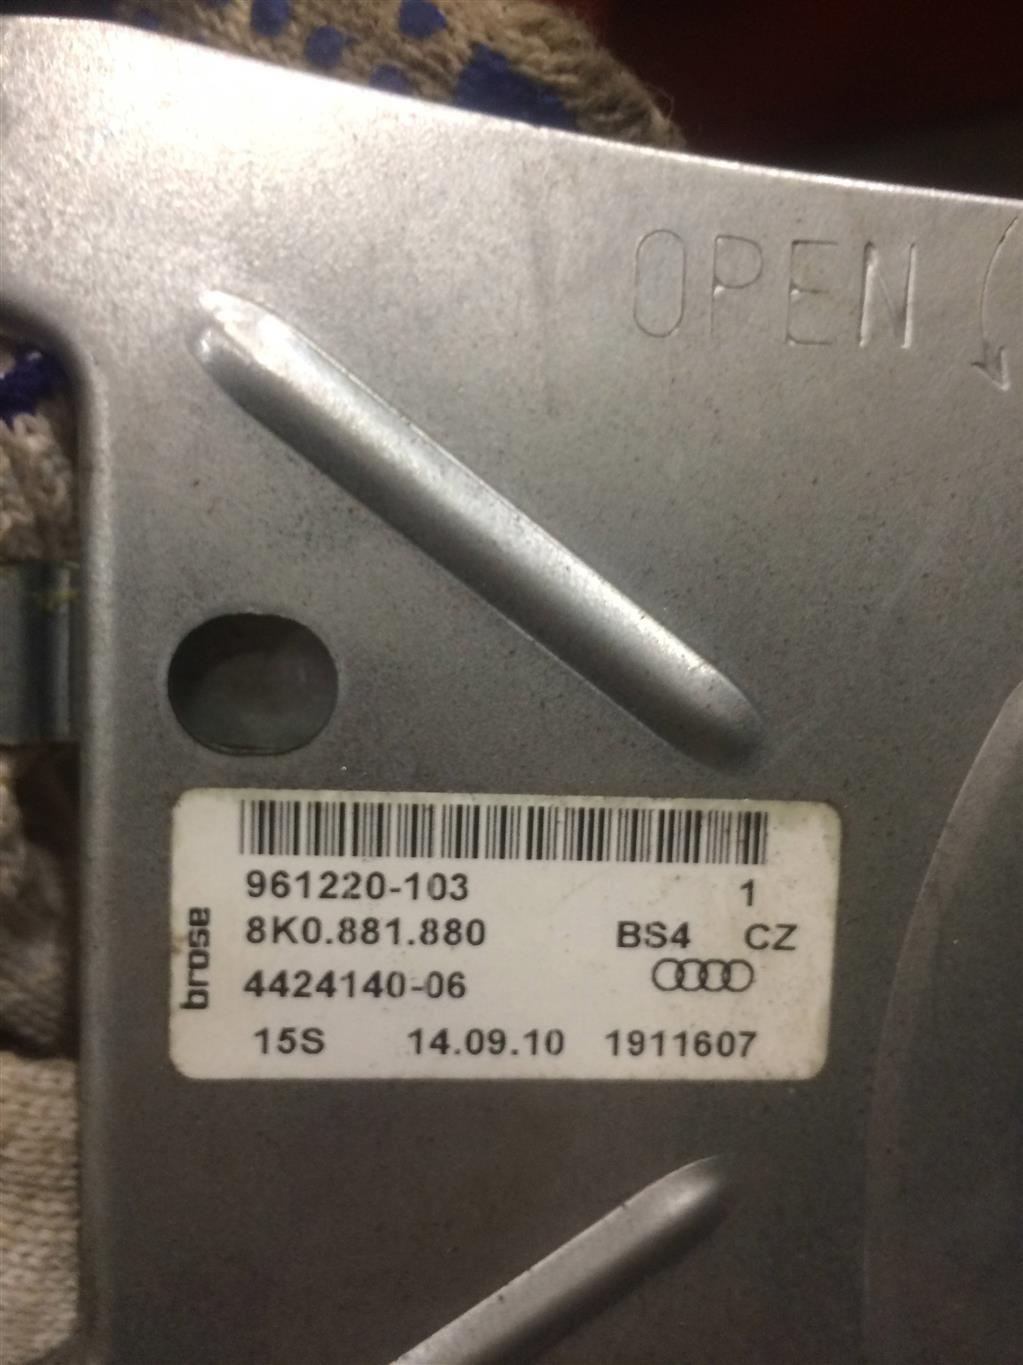 OPEN
961220-103 1
8K0.881.880 BS4 CZ
4424140-06
15S 14.09.10 1911607
brose